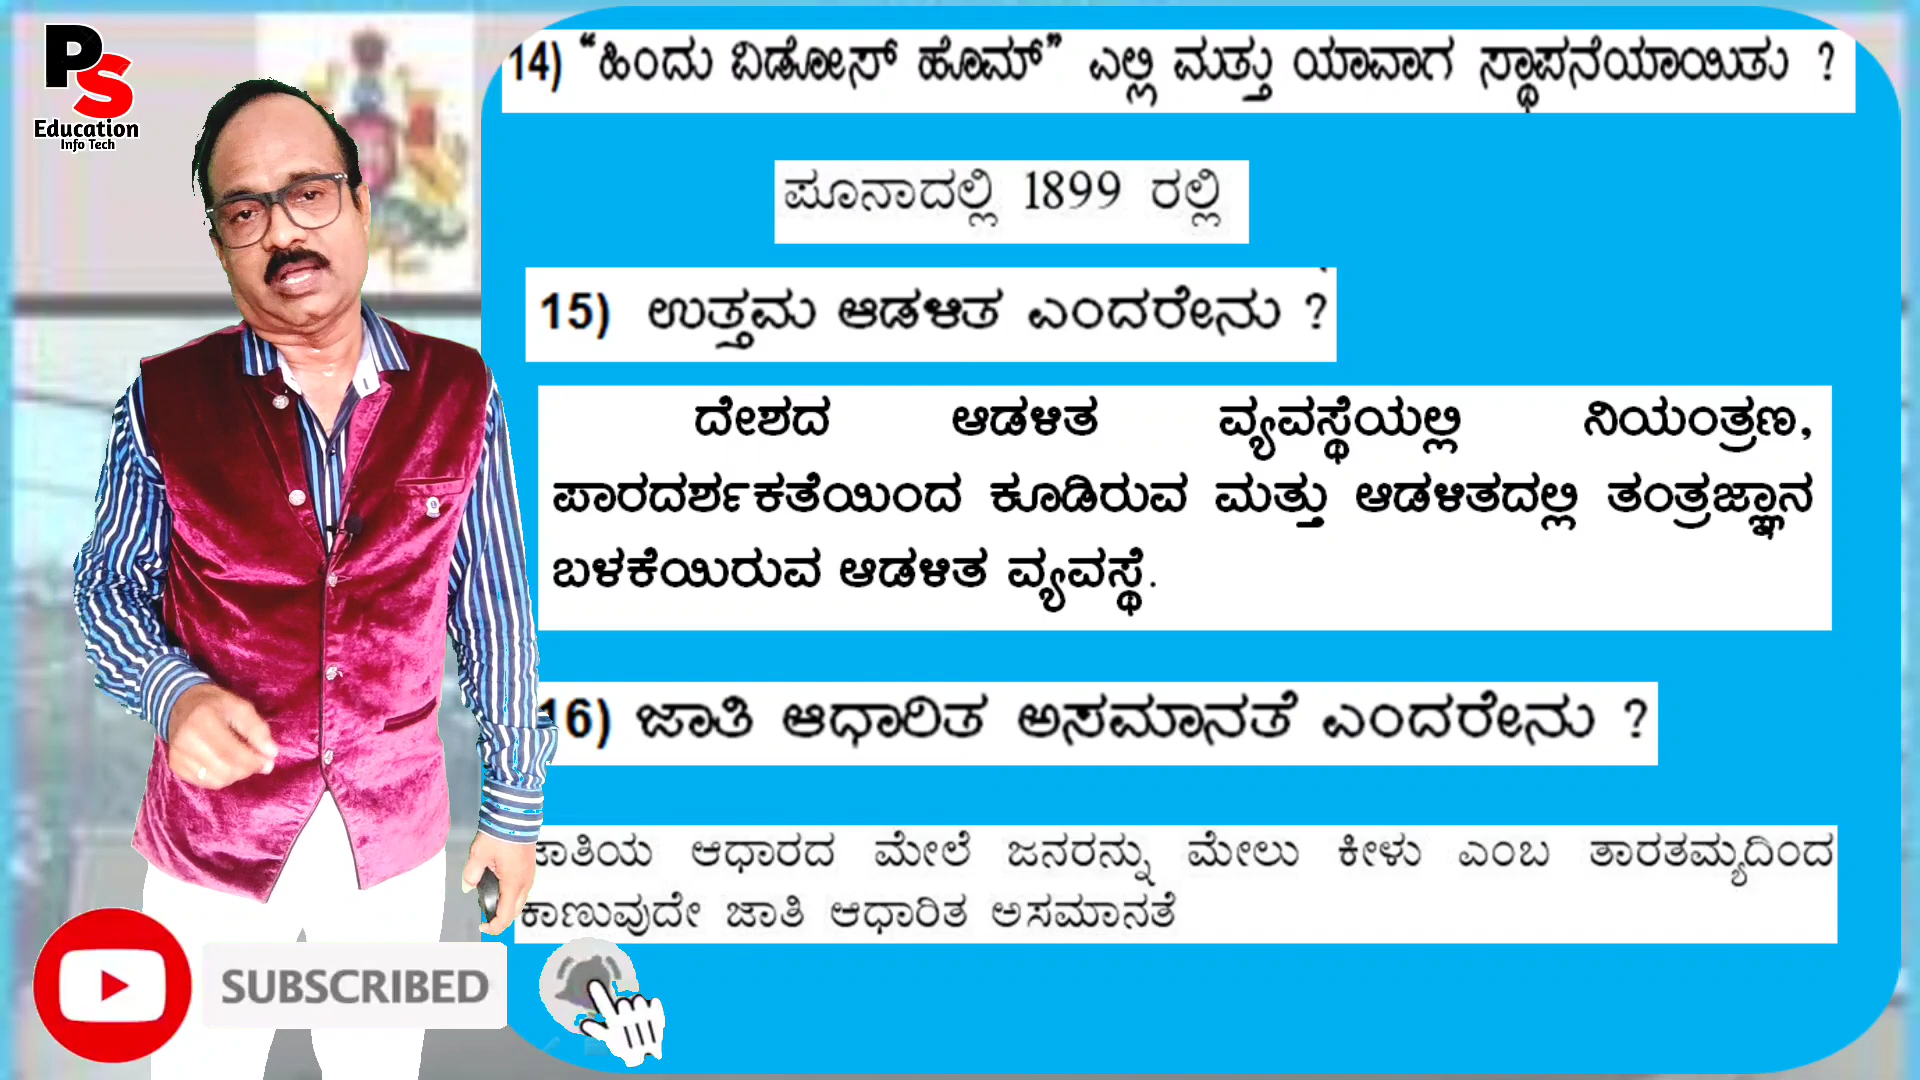 PS
Education
Info Tech
14) “ಹಿಂದು ವಿಡೋಸ್ ಹೊಮ್” ಎಲ್ಲಿ ಮತ್ತು ಯಾವಾಗ ಸ್ಥಾಪನೆಯಾಯಿತು ?
ಪೂನಾದಲ್ಲಿ 1899 ರಲ್ಲಿ
15) ಉತ್ತಮ ಆಡಳಿತ ಎಂದರೇನು ?
ದೇಶದ ಆಡಳಿತ ವ್ಯವಸ್ಥೆಯಲ್ಲಿ ನಿಯಂತ್ರಣ,
ಪಾರದರ್ಶಕತೆಯಿಂದ ಕೂಡಿರುವ ಮತ್ತು ಆಡಳಿತದಲ್ಲಿ ತಂತ್ರಜ್ಞಾನ
ಬಳಕೆಯಿರುವ ಆಡಳಿತ ವ್ಯವಸ್ಥೆ.
16) ಜಾತಿ ಆಧಾರಿತ ಅಸಮಾನತೆ ಎಂದರೇನು ?
ಜಾತಿಯ ಆಧಾರದ ಮೇಲೆ ಜನರನ್ನು ಮೇಲು ಕೀಳು ಎಂಬ ತಾರತಮ್ಯದಿಂದ
ಕಾಣುವುದೇ ಜಾತಿ ಆಧಾರಿತ ಅಸಮಾನತೆ
SUBSCRIBED